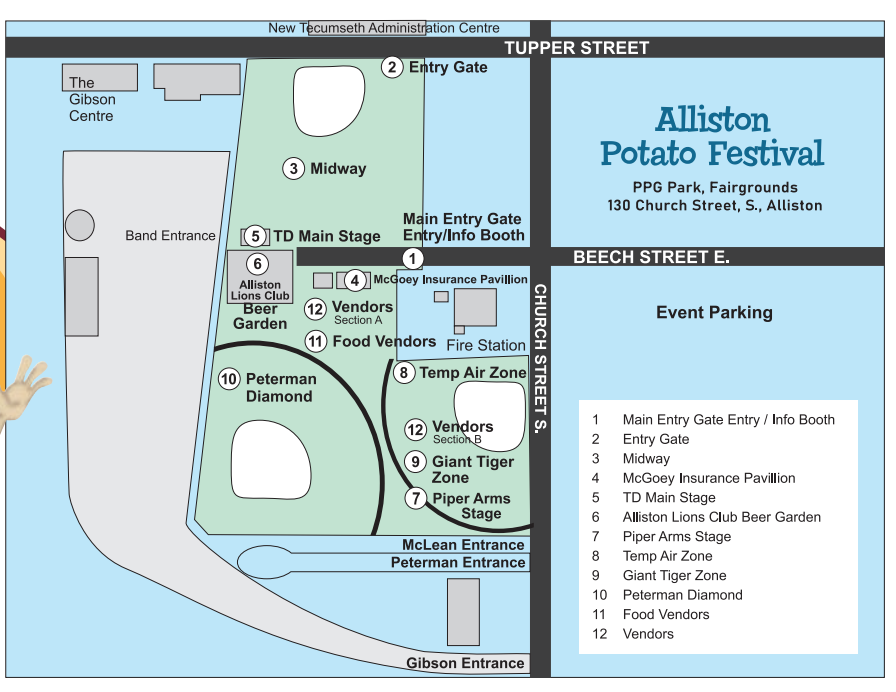 New Tecumseth Administration Centre
TUPPER STREET
2 Entry Gate
The
Gibson
Centre
Alliston
Potato Festival
PPG Park, Fairgrounds
130 Church Street, S., Alliston
3 Midway
Band Entrance
5 TD Main Stage
Main Entry Gate
Entry/Info Booth
1
BEECH STREET E.
6
Alliston
Lions Club
Beer
Garden
4 McGoey Insurance Pavillion
12 Vendors
Section A
11 Food Vendors
Fire Station
CHURCH STREET S.
Event Parking
10 Peterman
Diamond
8 Temp Air Zone
12 Vendors
Section B
9 Giant Tiger
Zone
7 Piper Arms
Stage
McLean Entrance
Peterman Entrance
Gibson Entrance
1 Main Entry Gate Entry / Info Booth
2 Entry Gate
3 Midway
4 McGoey Insurance Pavillion
5 TD Main Stage
6 Alliston Lions Club Beer Garden
7 Piper Arms Stage
8 Temp Air Zone
9 Giant Tiger Zone
10 Peterman Diamond
11 Food Vendors
12 Vendors